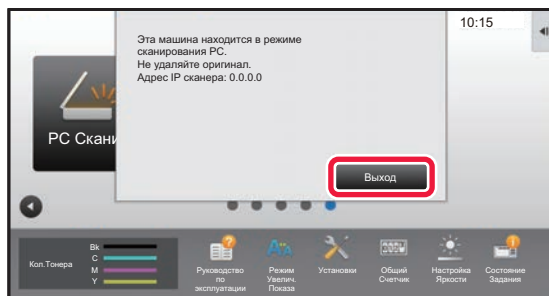 10:15
Эта машина находится в режиме
сканирования PC.
Не удаляйте оригинал.
Адрес IP сканера: 0.0.0.0
PC Скани
Выход
Кол.Тонера
Bk
C
M
Y
Руководство
по
эксплуатации
Режим
Увелич.
Показа
Установки
Общий
Счетчик
Настройка
Яркости
Состояние
Задания